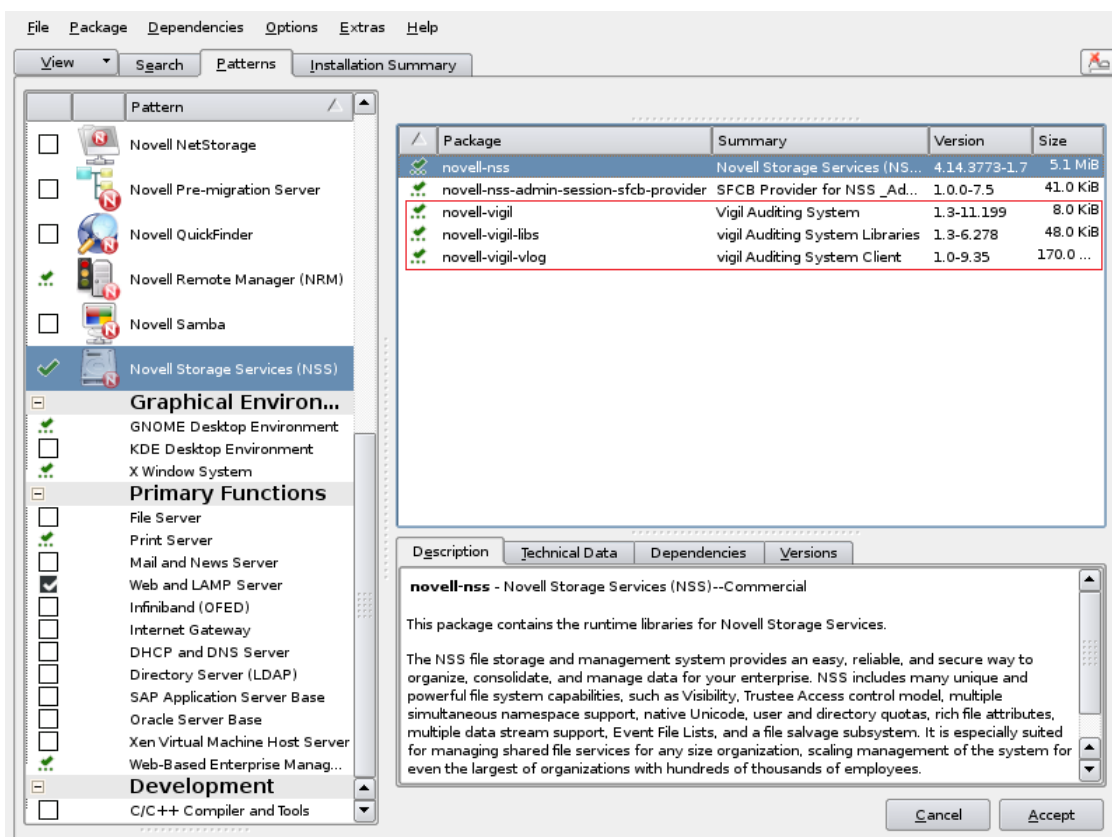 File Package Dependencies Options Extras Help
View Search Patterns Installation Summary
Pattern
Novell NetStorage
Novell Pre-migration Server
Novell QuickFinder
Novell Remote Manager (NRM)
Novell Samba
Novell Storage Services (NSS)
Graphical Environ...
GNOME Desktop Environment
KDE Desktop Environment
X Window System
Primary Functions
File Server
Print Server
Mail and News Server
Web and LAMP Server
Infiniband (OFED)
Internet Gateway
DHCP and DNS Server
Directory Server (LDAP)
SAP Application Server Base
Oracle Server Base
Xen Virtual Machine Host Server
Web-Based Enterprise Manag...
Development
C/C++ Compiler and Tools
Package Summary Version Size
novell-nss Novell Storage Services (NS... 4.14.3773-1.7 5.1 MiB
novell-nss-admin-session-sfcb-provider SFCB Provider for NSS _Ad... 1.0.0-7.5 41.0 KiB
novell-vigil Vigil Auditing System 1.3-11.199 8.0 KiB
novell-vigil-libs vigil Auditing System Libraries 1.3-6.278 48.0 KiB
novell-vigil-vlog vigil Auditing System Client 1.0-9.35 170.0 ...
Description Technical Data Dependencies Versions
novell-nss - Novell Storage Services (NSS)--Commercial
This package contains the runtime libraries for Novell Storage Services.
The NSS file storage and management system provides an easy, reliable, and secure way to
organize, consolidate, and manage data for your enterprise. NSS includes many unique and
powerful file system capabilities, such as Visibility, Trustee Access control model, multiple
simultaneous namespace support, native Unicode, user and directory quotas, rich file attributes,
multiple data stream support, Event File Lists, and a file salvage subsystem. It is especially suited
for managing shared file services for any size organization, scaling management of the system for
even the largest of organizations with hundreds of thousands of employees.
Cancel Accept